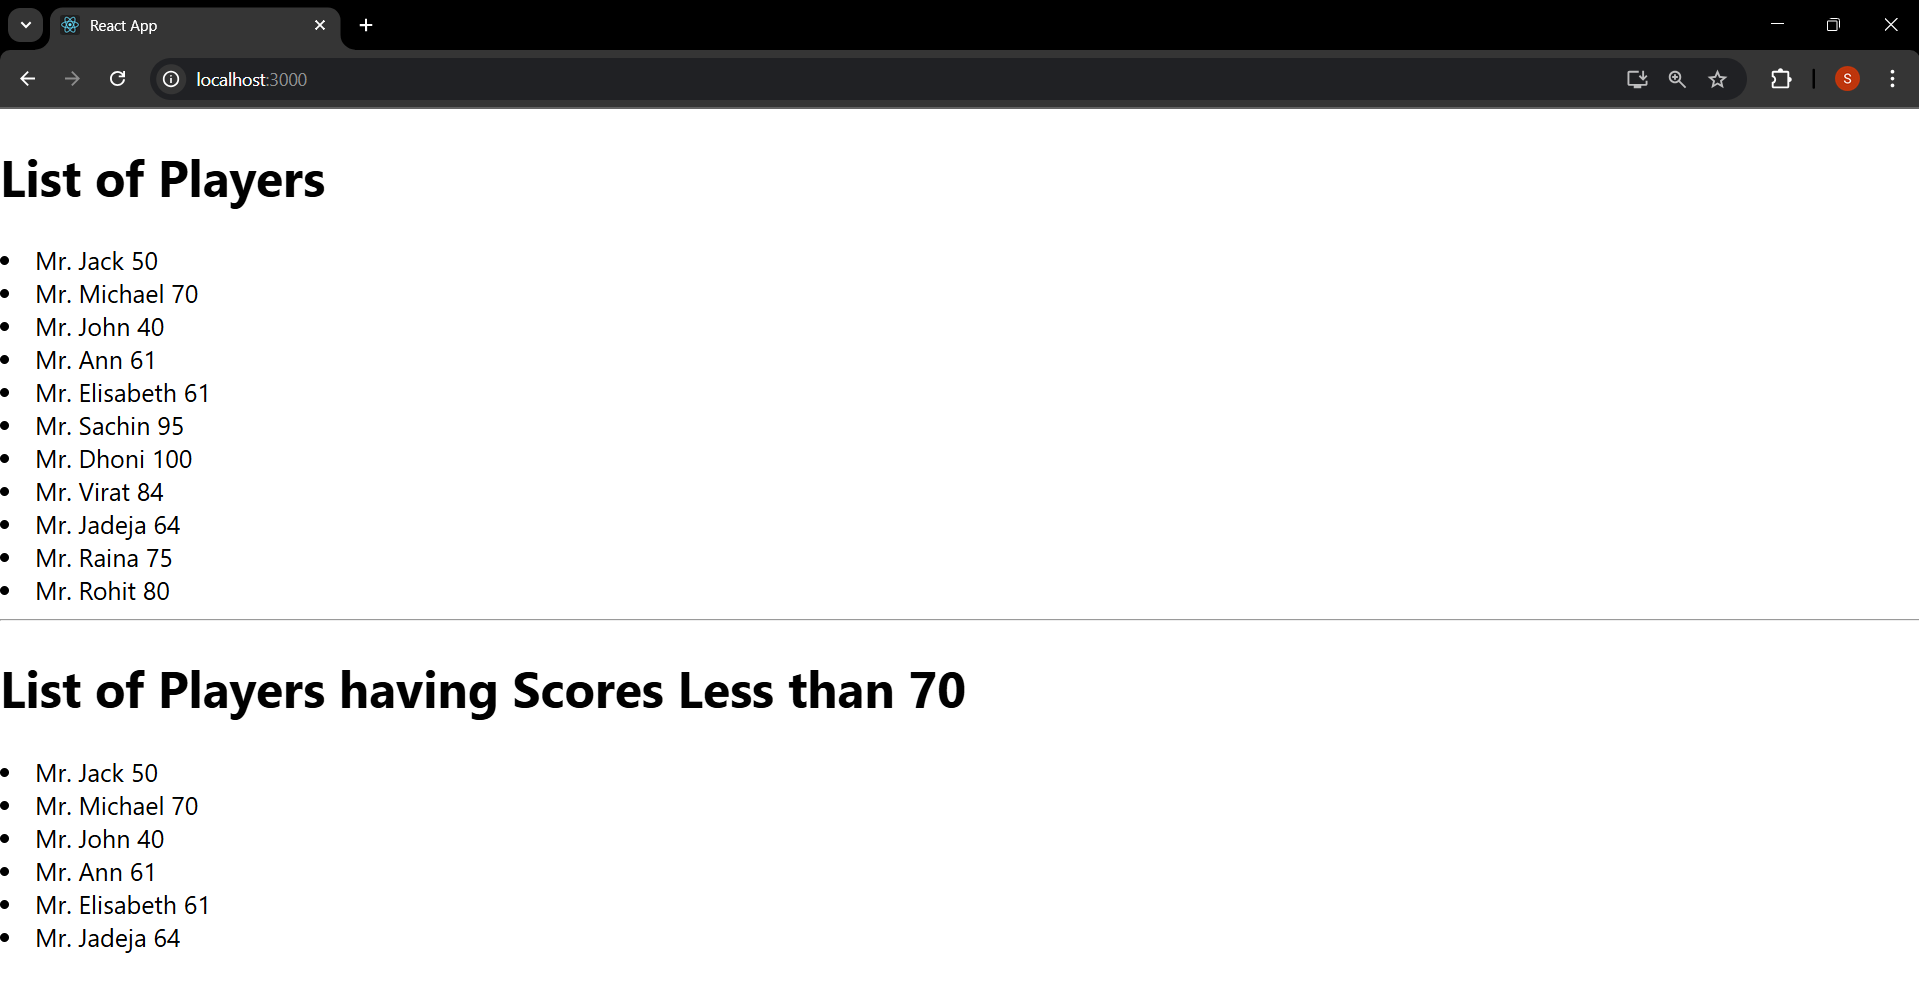 React App
localhost:3000
S
List of Players
• Mr. Jack 50
• Mr. Michael 70
• Mr. John 40
• Mr. Ann 61
• Mr. Elisabeth 61
• Mr. Sachin 95
• Mr. Dhoni 100
• Mr. Virat 84
• Mr. Jadeja 64
• Mr. Raina 75
• Mr. Rohit 80
List of Players having Scores Less than 70
• Mr. Jack 50
• Mr. Michael 70
• Mr. John 40
• Mr. Ann 61
• Mr. Elisabeth 61
• Mr. Jadeja 64